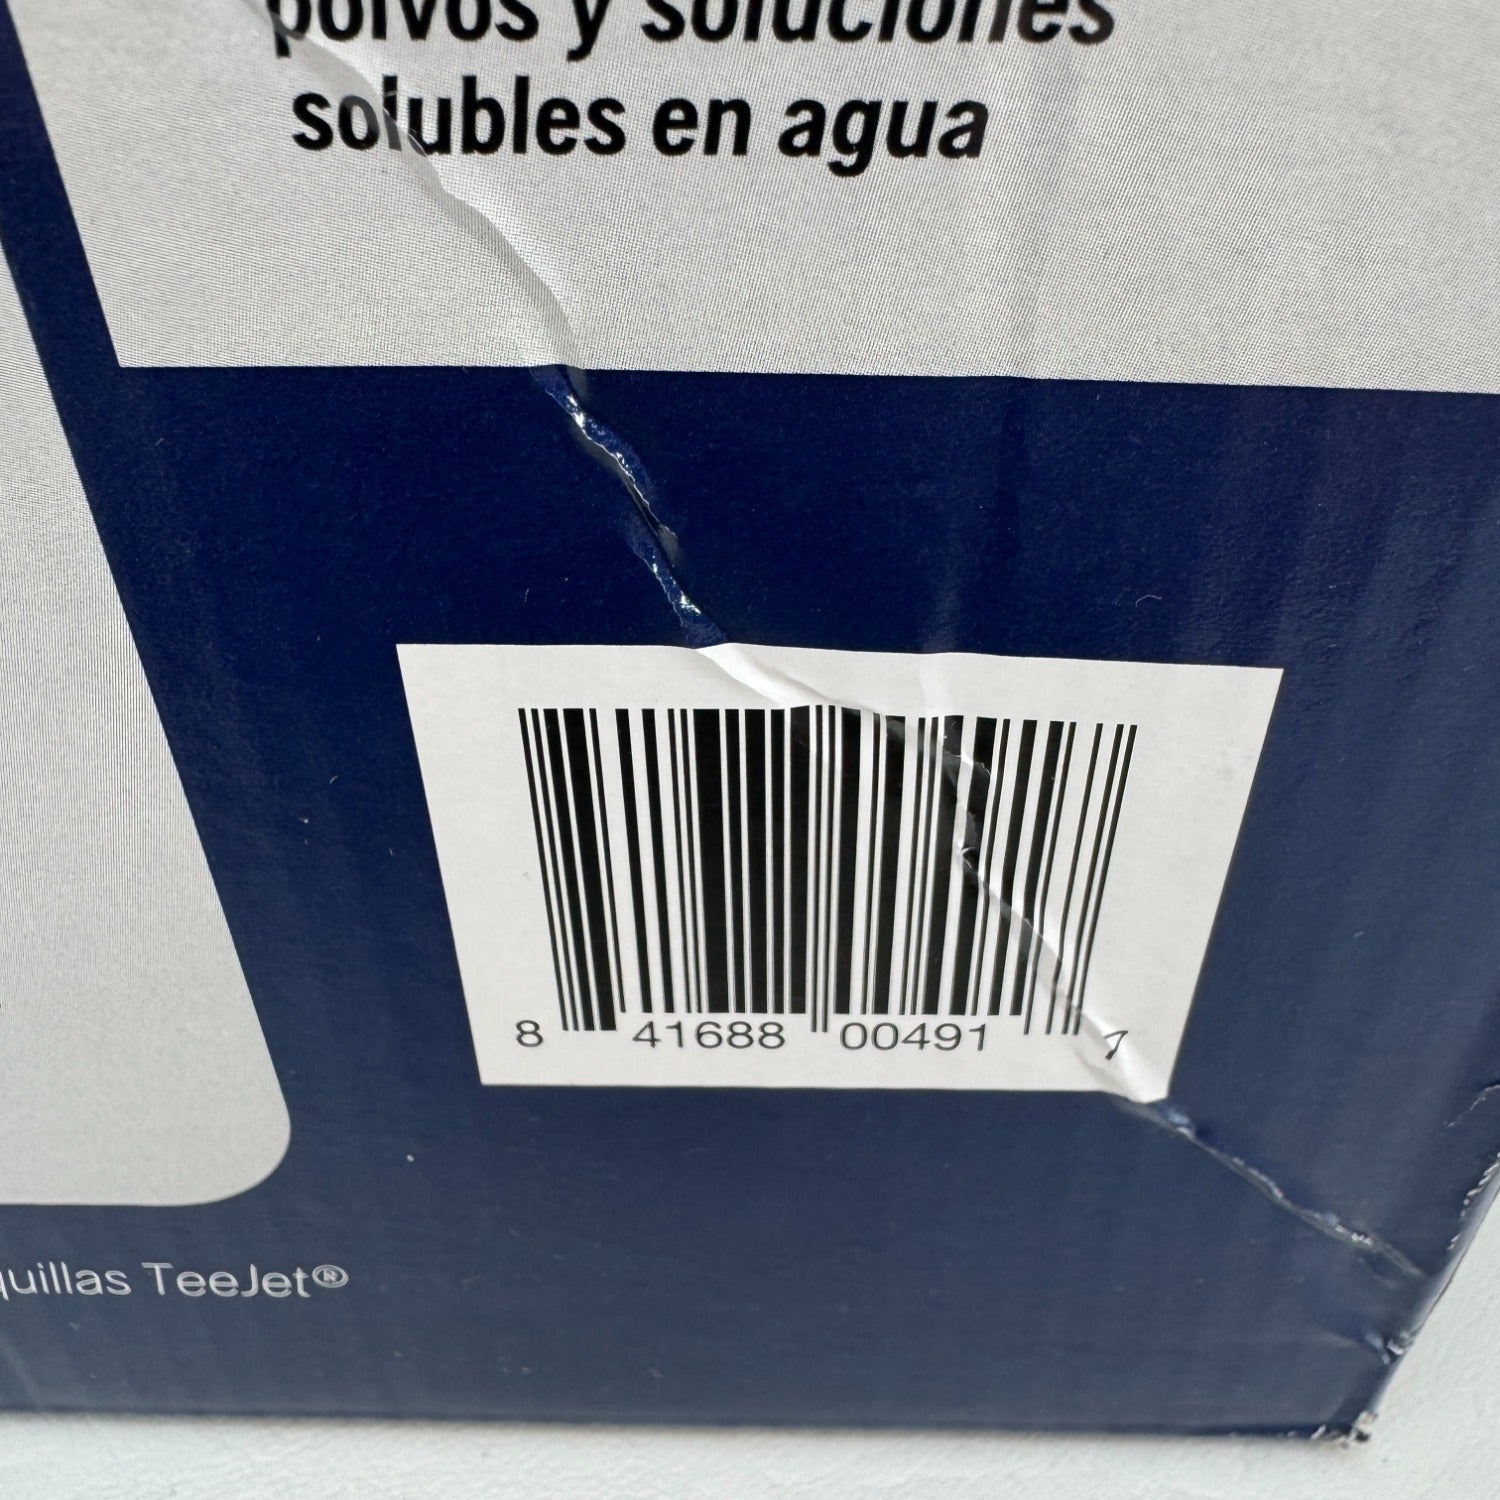 polvos y soluciones
solubles en agua
8 41688 00491 7
quillas TeeJet®